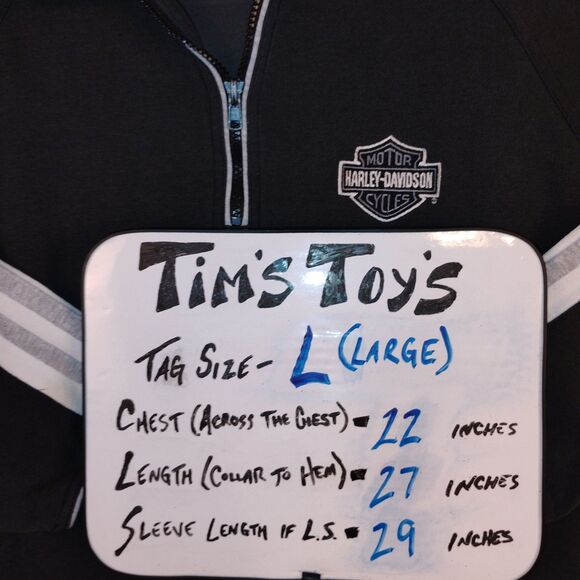 MOTOR
HARLEY-DAVIDSON
CYCLES
®
TIM'S TOY'S
TAG SIZE - L (LARGE)
CHEST (ACROSS THE CHEST) - 22 INCHES
LENGTH (COLLAR TO HEM) - 27 INCHES
SLEEVE LENGTH IF L.S. - 29 INCHES